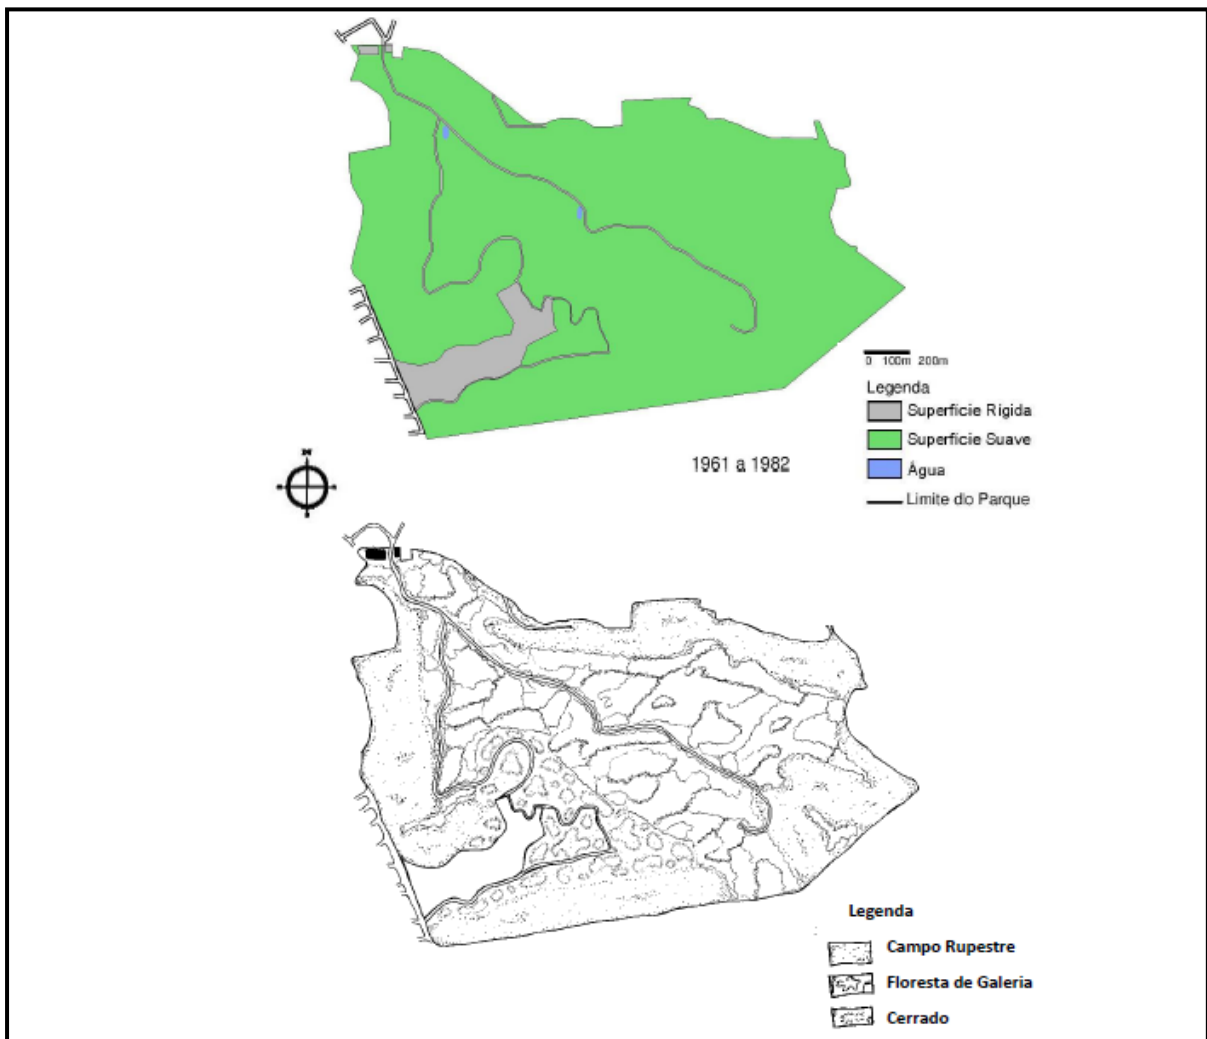 0 100m 200m
Legenda
Superfície Rígida
Superfície Suave
1961 a 1982
Água
Limite do Parque
N
Legenda
Campo Rupestre
Floresta de Galeria
Cerrado